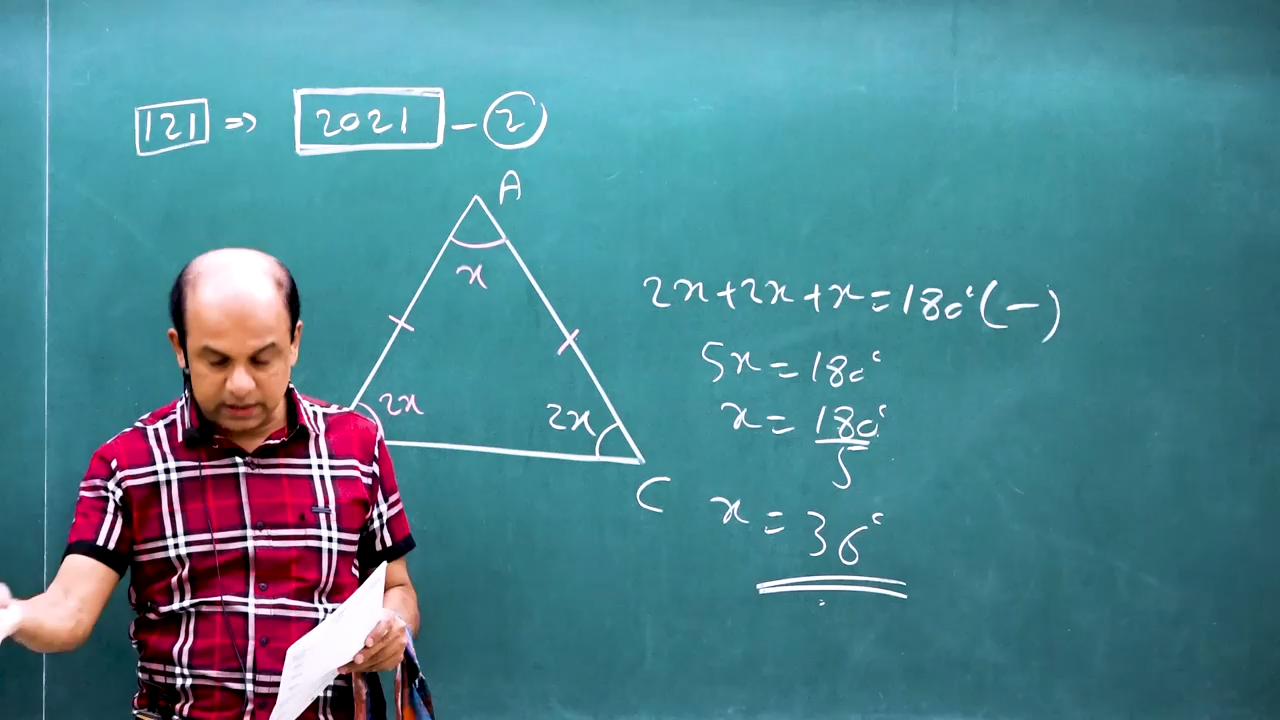 121 ⇒ 2021 - 2
A
x
2x
2x
C
2x+2x+x=180°(-)
5x=180°
x=180°
5
x=36°